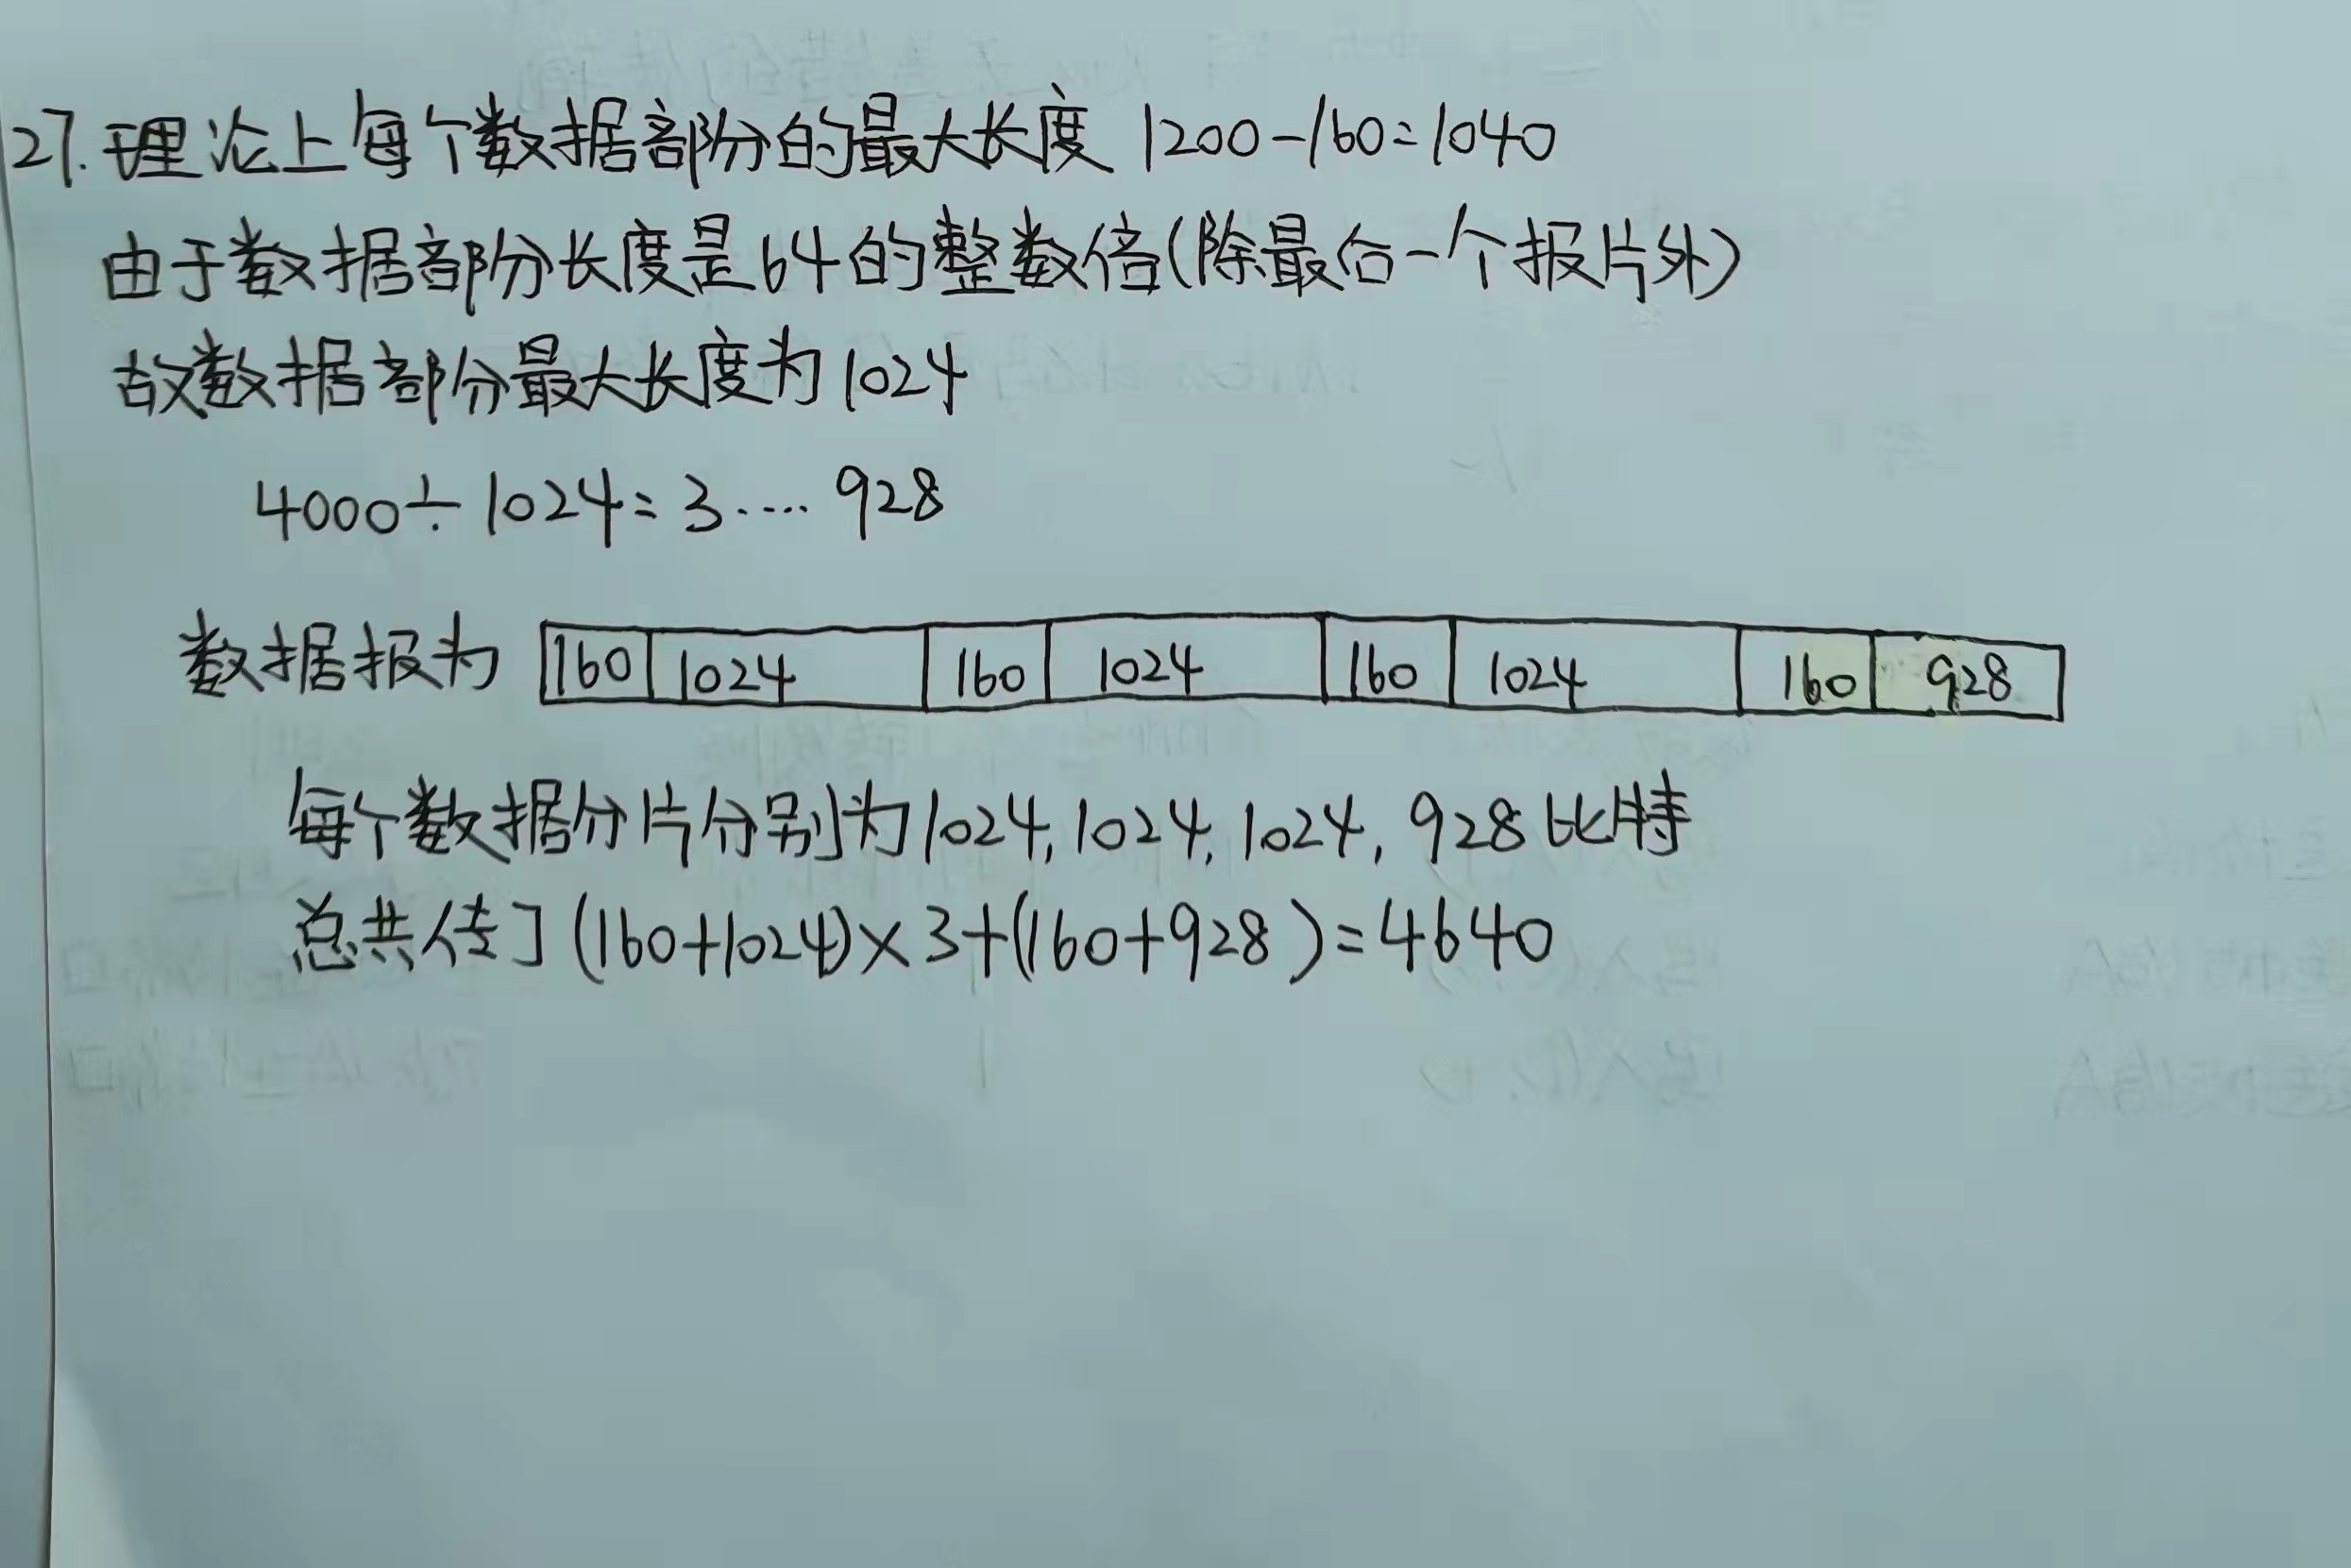 27.理论上每个数据部分的最大长度 1200-160=1040
由于数据部分长度是64的整数倍(除最后一个报片外)
故数据部分最大长度为1024
4000÷1024=3....928
数据报为 160 1024 160 1024 160 1024 160 928
每个数据分片分别为1024,1024,1024,928比特
总共传了(160+1024)×3+(160+928)=4640